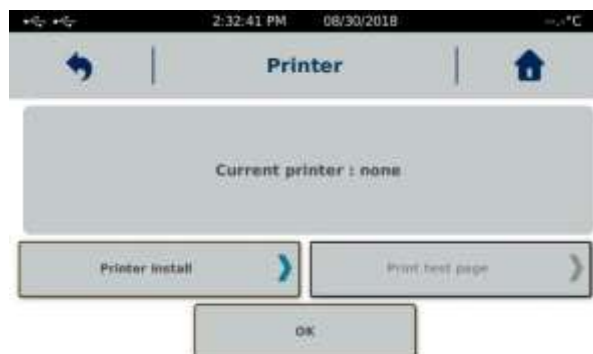 2:32:41 PM 08/30/2018 --.-°C
Printer
Current printer : none
Printer install
Print test page
OK